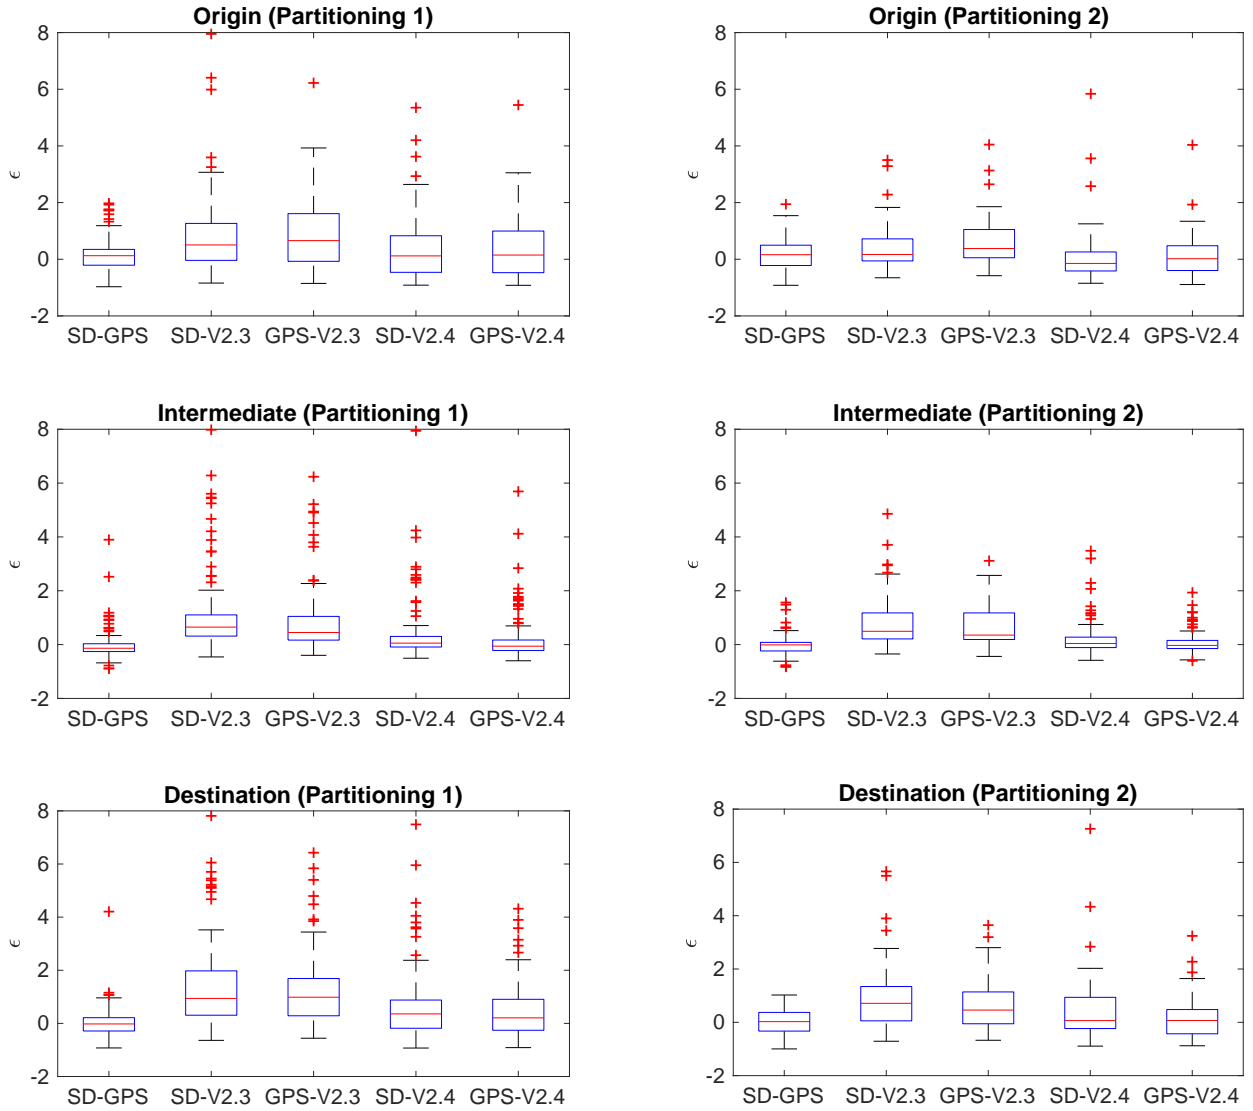 Origin (Partitioning 1)
8
6
4
2
0
-2
ϵ
SD-GPS SD-V2.3 GPS-V2.3 SD-V2.4 GPS-V2.4
Origin (Partitioning 2)
8
6
4
2
0
-2
ϵ
SD-GPS SD-V2.3 GPS-V2.3 SD-V2.4 GPS-V2.4
Intermediate (Partitioning 1)
8
6
4
2
0
-2
ϵ
SD-GPS SD-V2.3 GPS-V2.3 SD-V2.4 GPS-V2.4
Intermediate (Partitioning 2)
8
6
4
2
0
-2
ϵ
SD-GPS SD-V2.3 GPS-V2.3 SD-V2.4 GPS-V2.4
Destination (Partitioning 1)
8
6
4
2
0
-2
ϵ
SD-GPS SD-V2.3 GPS-V2.3 SD-V2.4 GPS-V2.4
Destination (Partitioning 2)
8
6
4
2
0
-2
ϵ
SD-GPS SD-V2.3 GPS-V2.3 SD-V2.4 GPS-V2.4